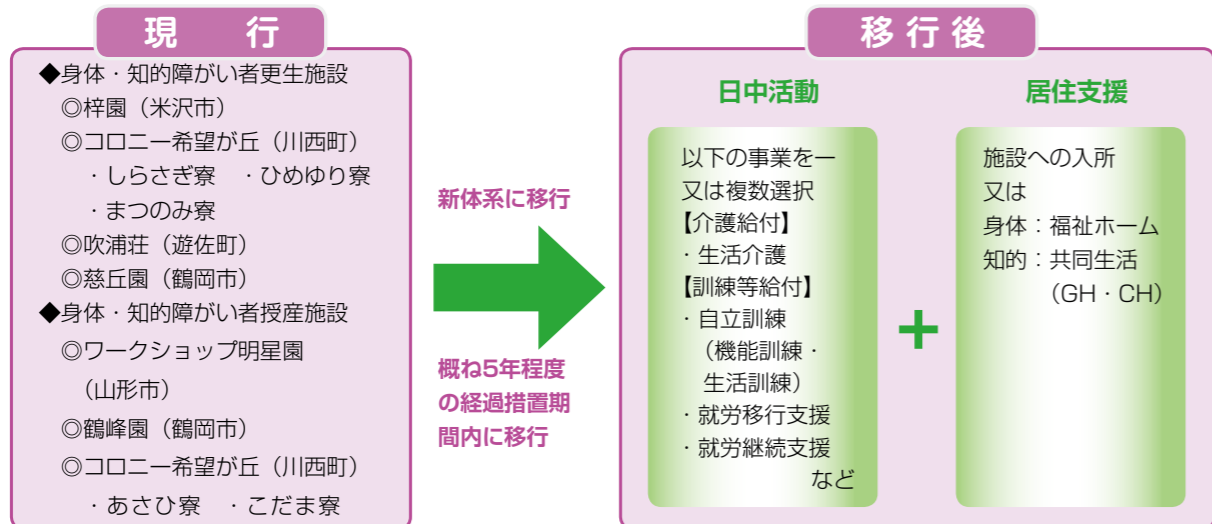 現　行
◆身体・知的障がい者更生施設
◎梓園（米沢市）
◎コロニー希望が丘（川西町）
・しらさぎ寮　・ひめゆり寮
・まつのみ寮
◎吹浦荘（遊佐町）
◎慈丘園（鶴岡市）
◆身体・知的障がい者授産施設
◎ワークショップ明星園
（山形市）
◎鶴峰園（鶴岡市）
◎コロニー希望が丘（川西町）
・あさひ寮　・こだま寮
新体系に移行
概ね5年程度
の経過措置期
間内に移行
移行後
日中活動
以下の事業を一
又は複数選択
【介護給付】
・生活介護
【訓練等給付】
・自立訓練
（機能訓練・
生活訓練）
・就労移行支援
・就労継続支援
など
＋
居住支援
施設への入所
又は
身体：福祉ホーム
知的：共同生活
（GH・CH）